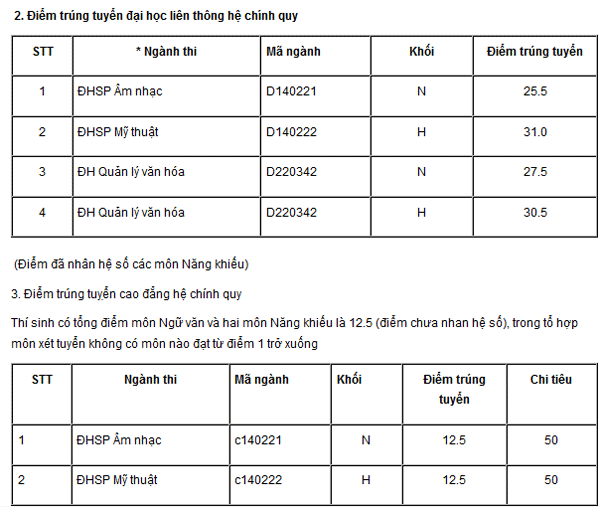 2. Điểm trúng tuyển đại học liên thông hệ chính quy
STT * Ngành thi Mã ngành Khối Điểm trúng tuyển
1 ĐHSP Âm nhạc D140221 N 25.5
2 ĐHSP Mỹ thuật D140222 H 31.0
3 ĐH Quản lý văn hóa D220342 N 27.5
4 ĐH Quản lý văn hóa D220342 H 30.5
(Điểm đã nhân hệ số các môn Năng khiếu)
3. Điểm trúng tuyển cao đẳng hệ chính quy
Thí sinh có tổng điểm môn Ngữ văn và hai môn Năng khiếu là 12.5 (điểm chưa nhan hệ số), trong tổ hợp
môn xét tuyển không có môn nào đạt từ điểm 1 trở xuống
STT Ngành thi Mã ngành Khối Điểm trúng Chi tiêu
tuyển
1 ĐHSP Âm nhạc c140221 N 12.5 50
2 ĐHSP Mỹ thuật c140222 H 12.5 50